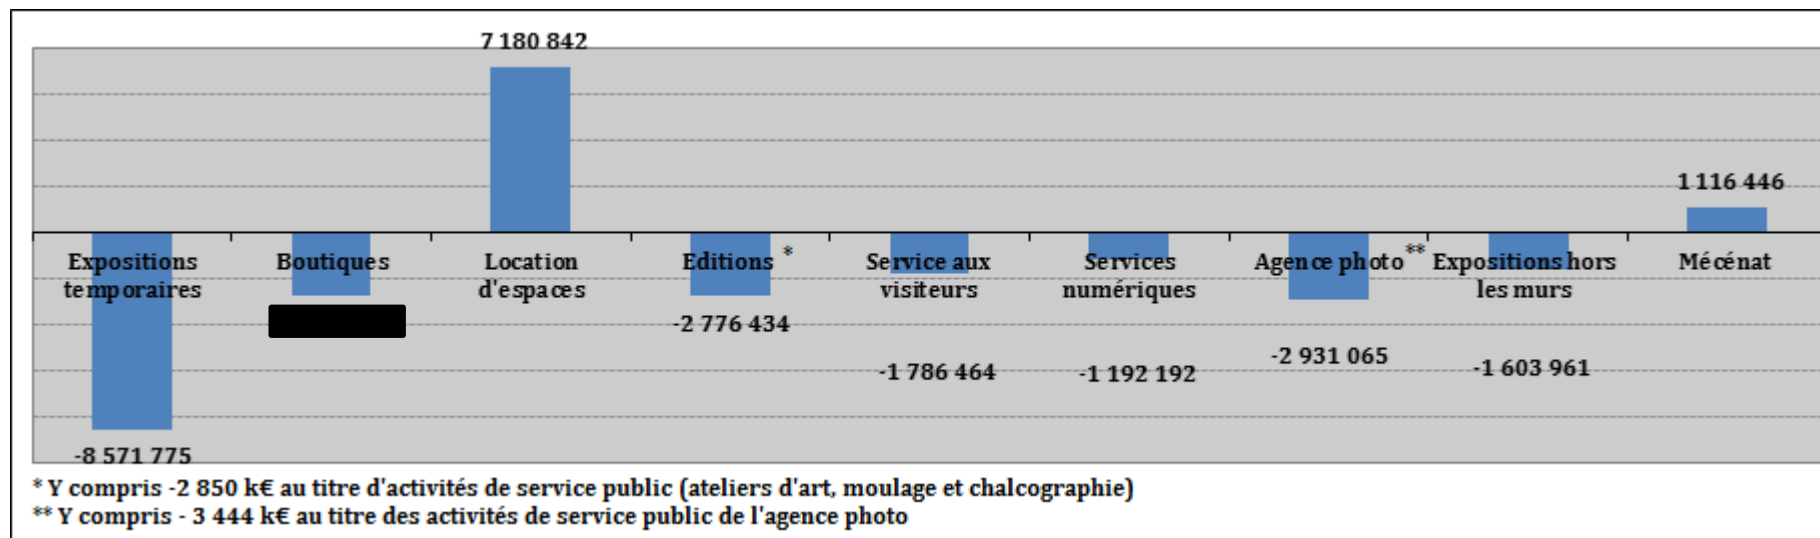 7 180 842
1 116 446
Expositions temporaires
Boutiques
Location d'espaces
Editions *
Service aux visiteurs
Services numériques
Agence photo**
Expositions hors les murs
Mécénat
-2 776 434
-1 786 464
-1 192 192
-2 931 065
-1 603 961
-8 571 775
* Y compris -2 850 k€ au titre d'activités de service public (ateliers d'art, moulage et chalcographie)
** Y compris - 3 444 k€ au titre des activités de service public de l'agence photo